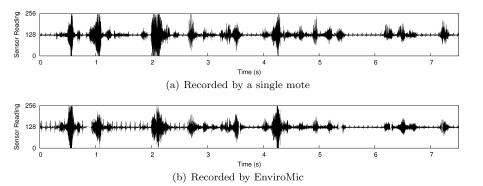 256
128
0
Sensor Reading
0 1 2 3 4 5 6 7
Time (s)
(a) Recorded by a single mote
256
128
0
Sensor Reading
0 1 2 3 4 5 6 7
Time (s)
(b) Recorded by EnviroMic